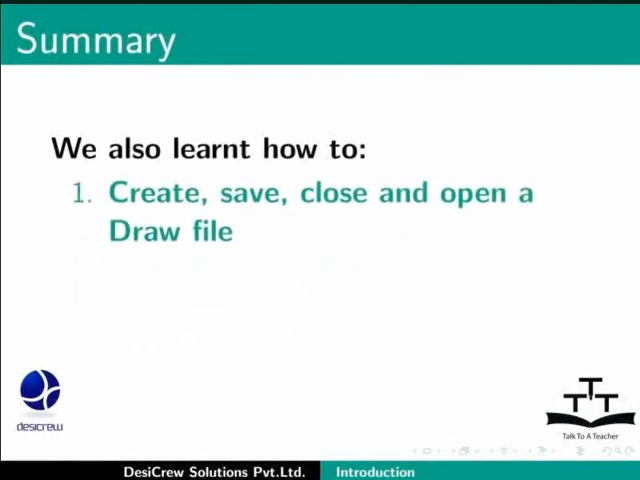 Summary
We also learnt how to:
1. Create, save, close and open a
Draw file
desicrew
TTT
Talk To A Teacher
DesiCrew Solutions Pvt.Ltd. Introduction